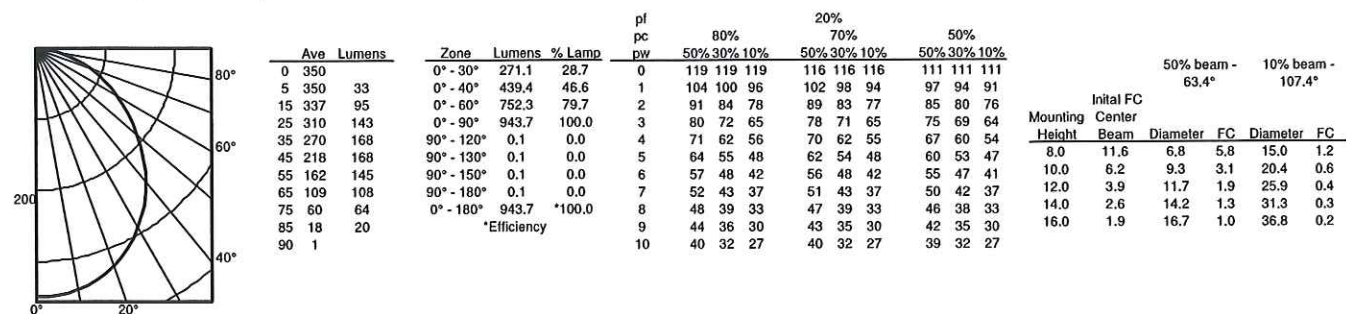 200
0°
20°
40°
60°
80°
Ave Lumens
0 350
5 350 33
15 337 95
25 310 143
35 270 168
45 218 168
55 162 145
65 109 108
75 60 64
85 18 20
90 1
Zone Lumens % Lamp
0° - 30° 271.1 28.7
0° - 40° 439.4 46.6
0° - 60° 752.3 79.7
0° - 90° 943.7 100.0
90° - 120° 0.1 0.0
90° - 130° 0.1 0.0
90° - 150° 0.1 0.0
90° - 180° 0.1 0.0
0° - 180° 943.7 *100.0
*Efficiency
pf 20%
pc 80% 70% 50%
pw 50% 30% 10% 50% 30% 10% 50% 30% 10%
0 119 119 119 116 116 116 111 111 111
1 104 100 96 102 98 94 97 94 91
2 91 84 78 89 83 77 85 80 76
3 80 72 65 78 71 65 75 69 64
4 71 62 56 70 62 55 67 60 54
5 64 55 48 62 54 48 60 53 47
6 57 48 42 56 48 42 55 47 41
7 52 43 37 51 43 37 50 42 37
8 48 39 33 47 39 33 46 38 33
9 44 36 30 43 35 30 42 35 30
10 40 32 27 40 32 27 39 32 27
50% beam - 10% beam -
63.4° 107.4°
Inital FC
Mounting Center
Height Beam Diameter FC Diameter FC
8.0 11.6 6.8 5.8 15.0 1.2
10.0 6.2 9.3 3.1 20.4 0.6
12.0 3.9 11.7 1.9 25.9 0.4
14.0 2.6 14.2 1.3 31.3 0.3
16.0 1.9 16.7 1.0 36.8 0.2